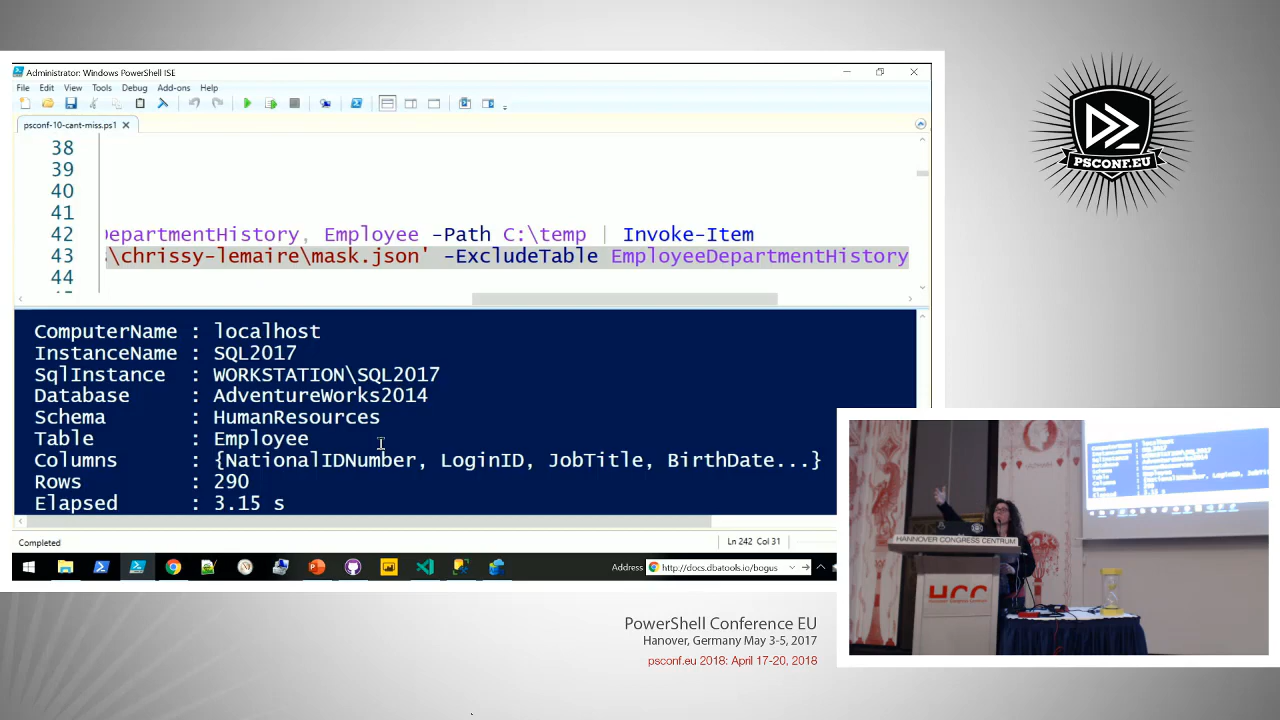 Administrator: Windows PowerShell ISE
File Edit View Tools Debug Add-ons Help
psconf-10-cant-miss.ps1
38
39
40
41
42 DepartmentHistory, Employee -Path C:\temp | Invoke-Item
43 \chrissy-lemaire\mask.json' -ExcludeTable EmployeeDepartmentHistory
44
ComputerName : localhost
InstanceName : SQL2017
SqlInstance : WORKSTATION\SQL2017
Database : AdventureWorks2014
Schema : HumanResources
Table : Employee
Columns : {NationalIDNumber, LoginID, JobTitle, BirthDate...}
Rows : 290
Elapsed : 3.15 s
Completed
Ln 242 Col 31
Address http://docs.dbatools.io/bogus
PSCONF.EU
HANNOVER CONGRESS CENTRUM
HCC
PowerShell Conference EU
Hanover, Germany May 3-5, 2017
psconf.eu 2018: April 17-20, 2018